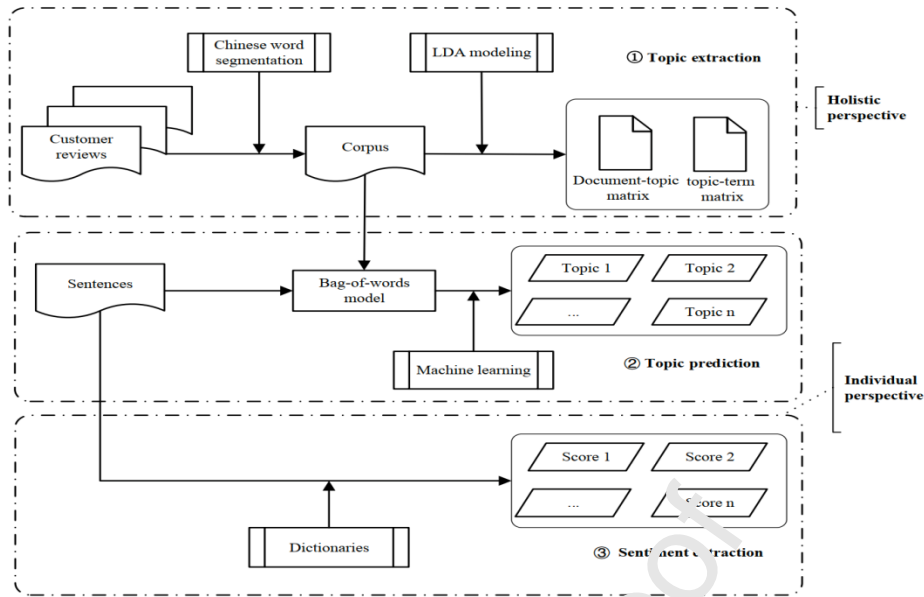 Chinese word
segmentation
LDA modeling
① Topic extraction
Customer
reviews
Corpus
Document-topic
matrix
topic-term
matrix
Holistic
perspective
Sentences
Bag-of-words
model
Topic 1
Topic 2
...
Topic n
Machine learning
② Topic prediction
Individual
perspective
Score 1
Score 2
...
Score n
Dictionaries
③ Sentiment extraction